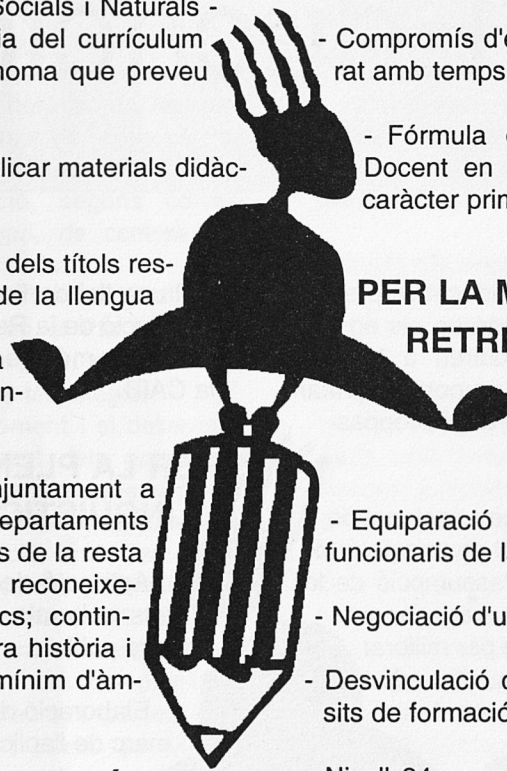 Socials i Naturals -
ia del currículum
noma que preveu
licar materials didàc-
dels títols res-
de la llengua
njuntament a
epartaments
s de la resta
reconeixe-
cs; contin-
ra història i
mínim d'àm-
- Compromís d'e
rat amb temps
- Fórmula
Docent en
caràcter prin
PER LA M
RETRI
- Equiparació
funcionaris de l
- Negociació d'u
- Desvinculació
sits de formació